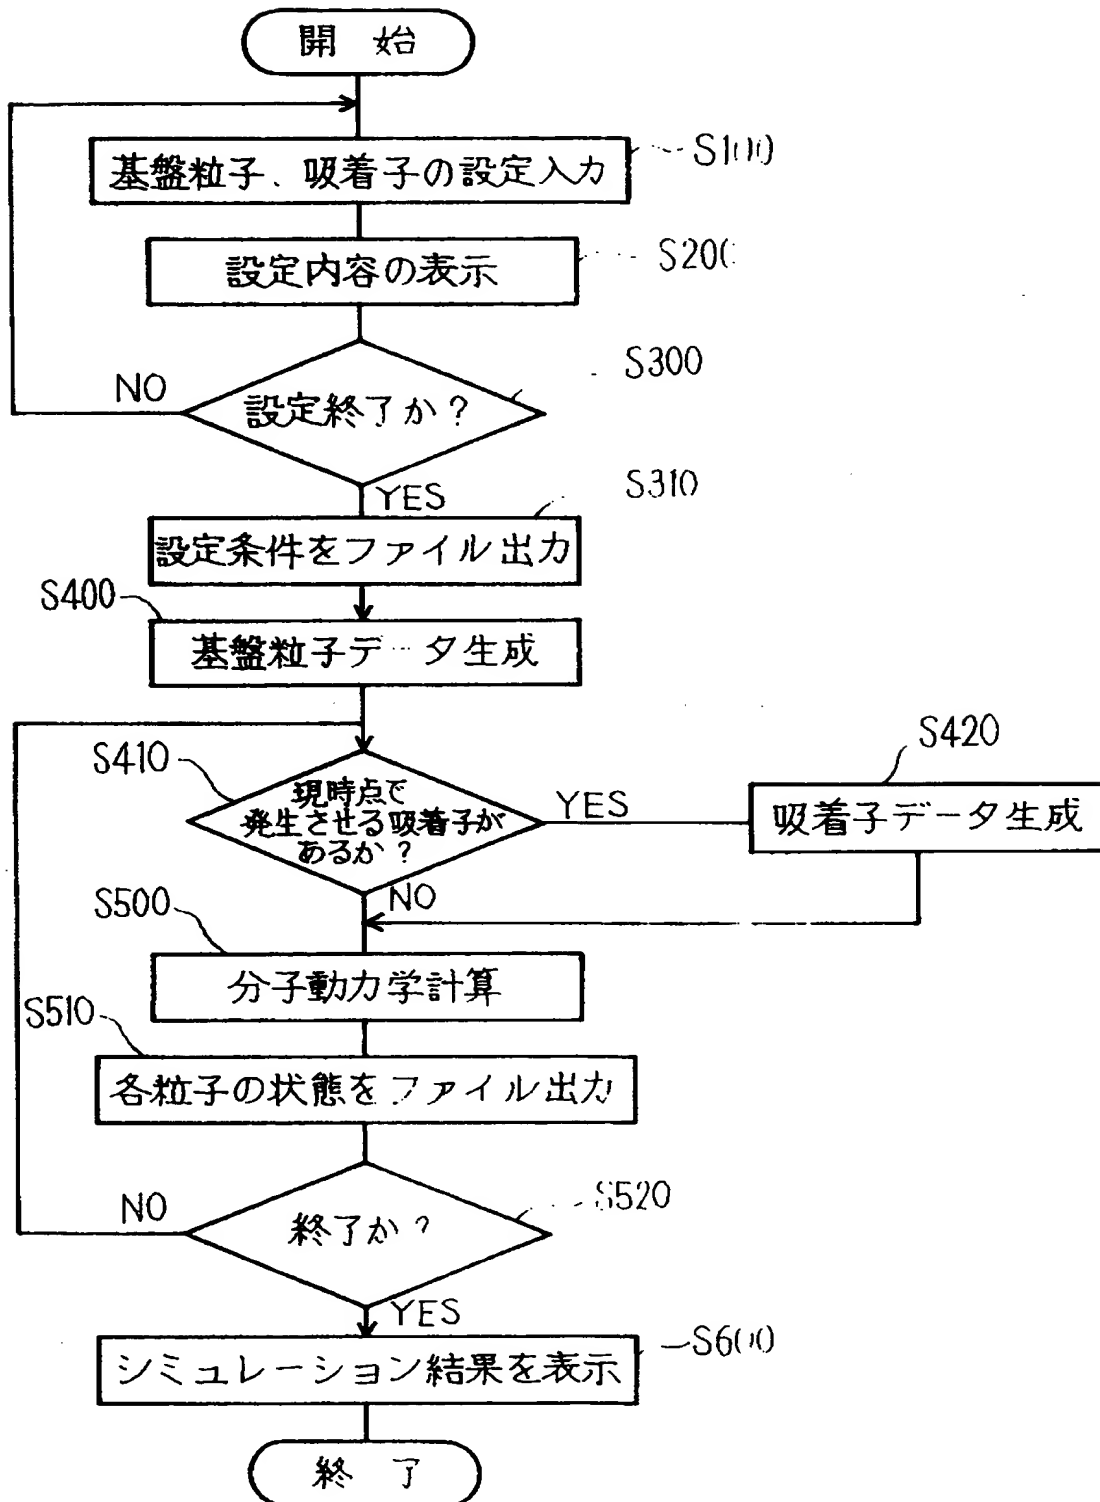 開始
基盤粒子、吸着子の設定入力
S100
設定内容の表示
S200
設定終了か?
S300
NO
YES
設定条件をファイル出力
S310
S400
基盤粒子データ生成
S410
現時点で
発生させる吸着子が
あるか?
YES
S420
吸着子データ生成
NO
S500
分子動力学計算
S510
各粒子の状態をファイル出力
NO
終了か?
S520
YES
シミュレーション結果を表示
S600
終了